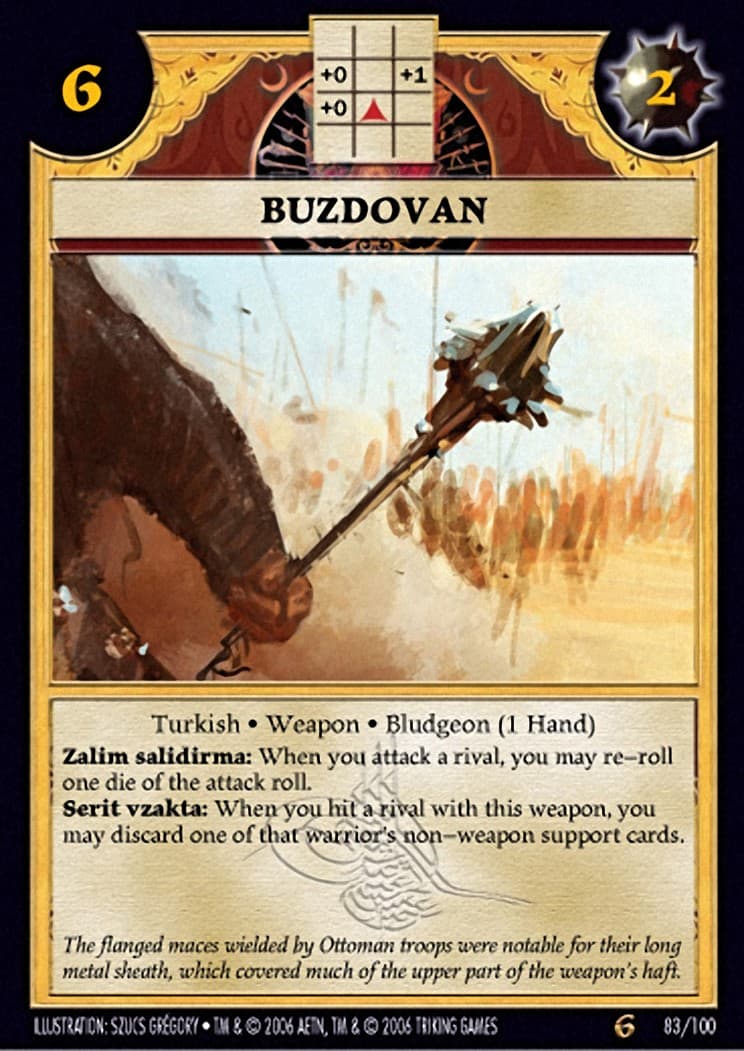 6
+0 +1
+0
2
BUZDOVAN
Turkish • Weapon • Bludgeon (1 Hand)
Zalim salidirma: When you attack a rival, you may re-roll
one die of the attack roll.
Serit vzakta: When you hit a rival with this weapon, you
may discard one of that warrior's non-weapon support cards.
The flanged maces wielded by Ottoman troops were notable for their long
metal sheath, which covered much of the upper part of the weapon's haft.
ILLUSTRATION: SZUCS GRÉGORY • TM & © 2006 AETN, TM & © 2006 TRIKING GAMES 6 83/100